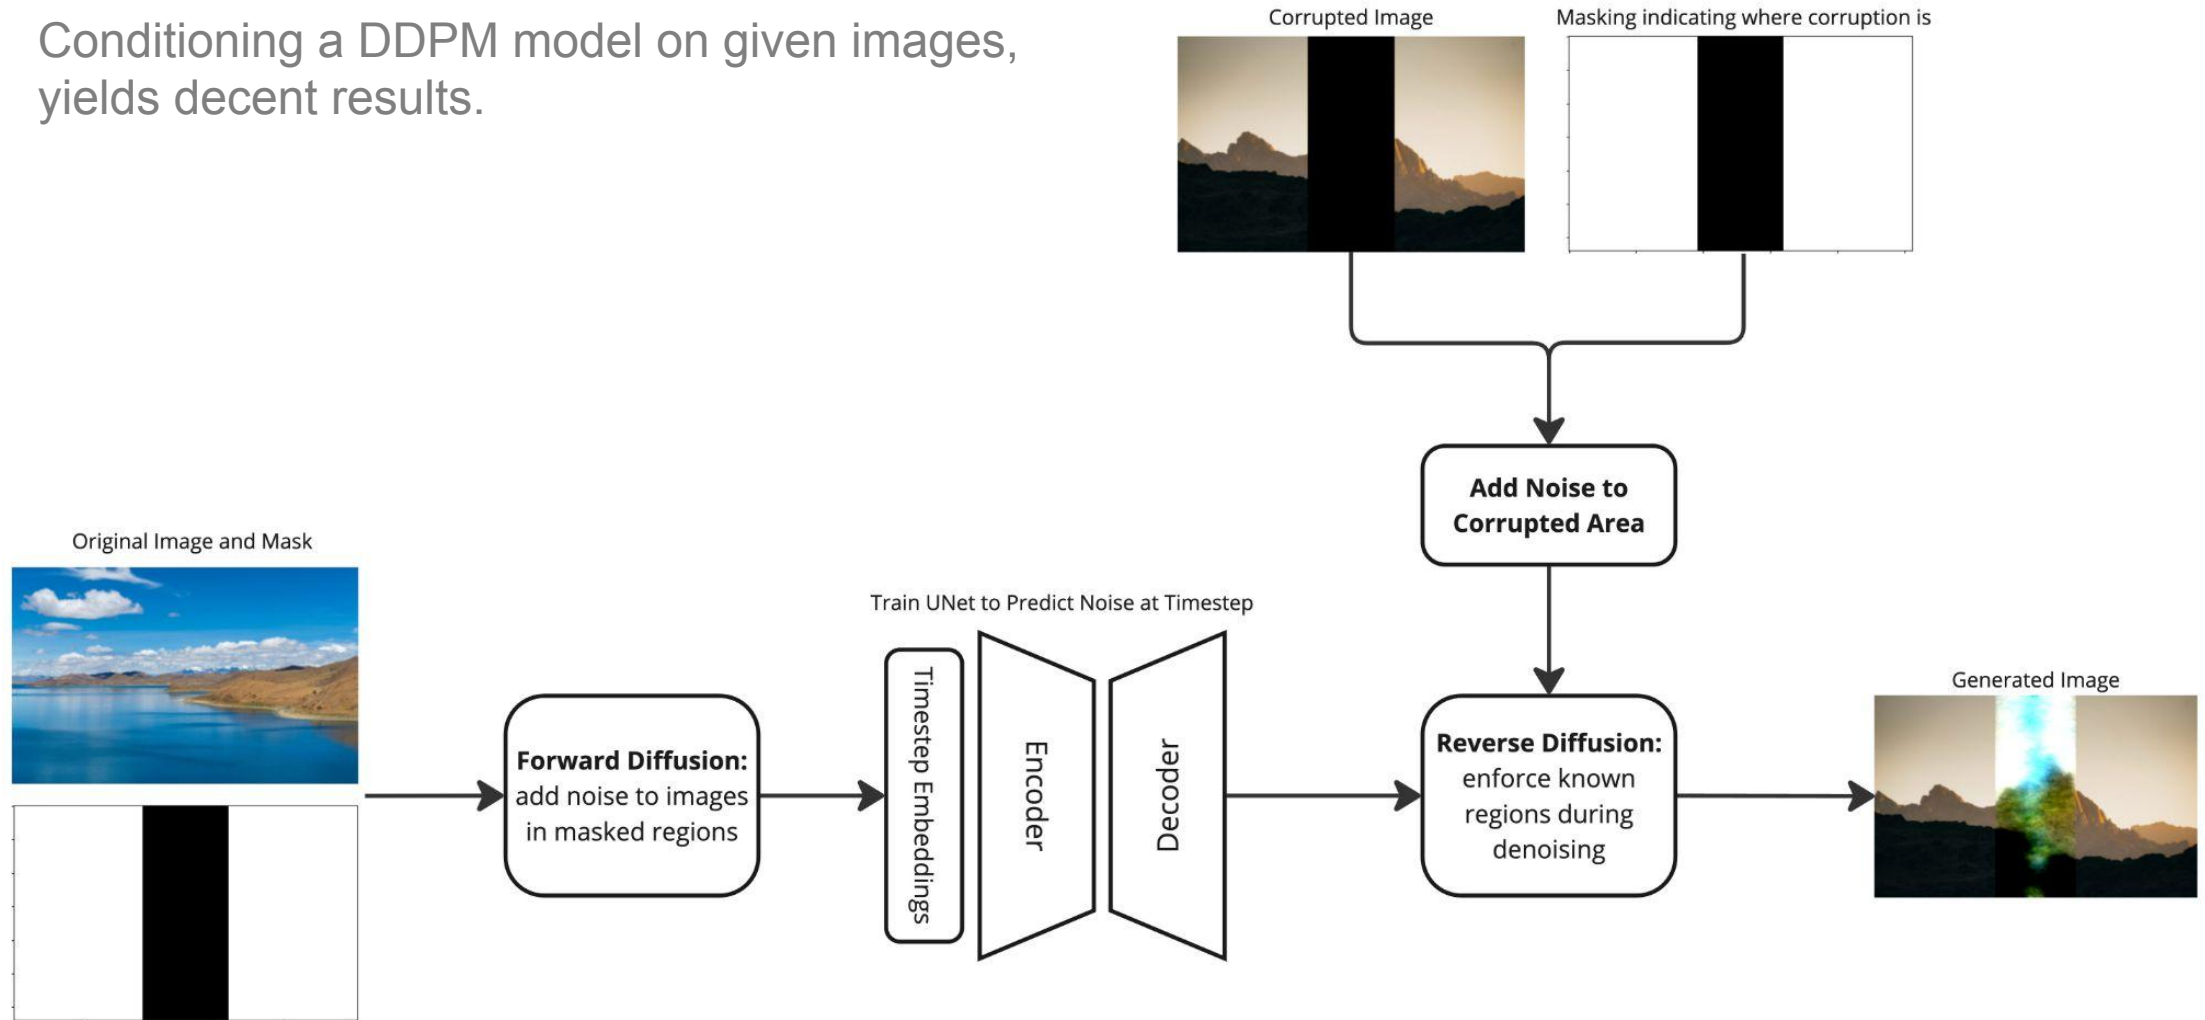 Conditioning a DDPM model on given images,
yields decent results.
Corrupted Image
Masking indicating where corruption is
Add Noise to
Corrupted Area
Original Image and Mask
Forward Diffusion:
add noise to images
in masked regions
Train UNet to Predict Noise at Timestep
Timestep Embeddings
Encoder
Decoder
Reverse Diffusion:
enforce known
regions during
denoising
Generated Image